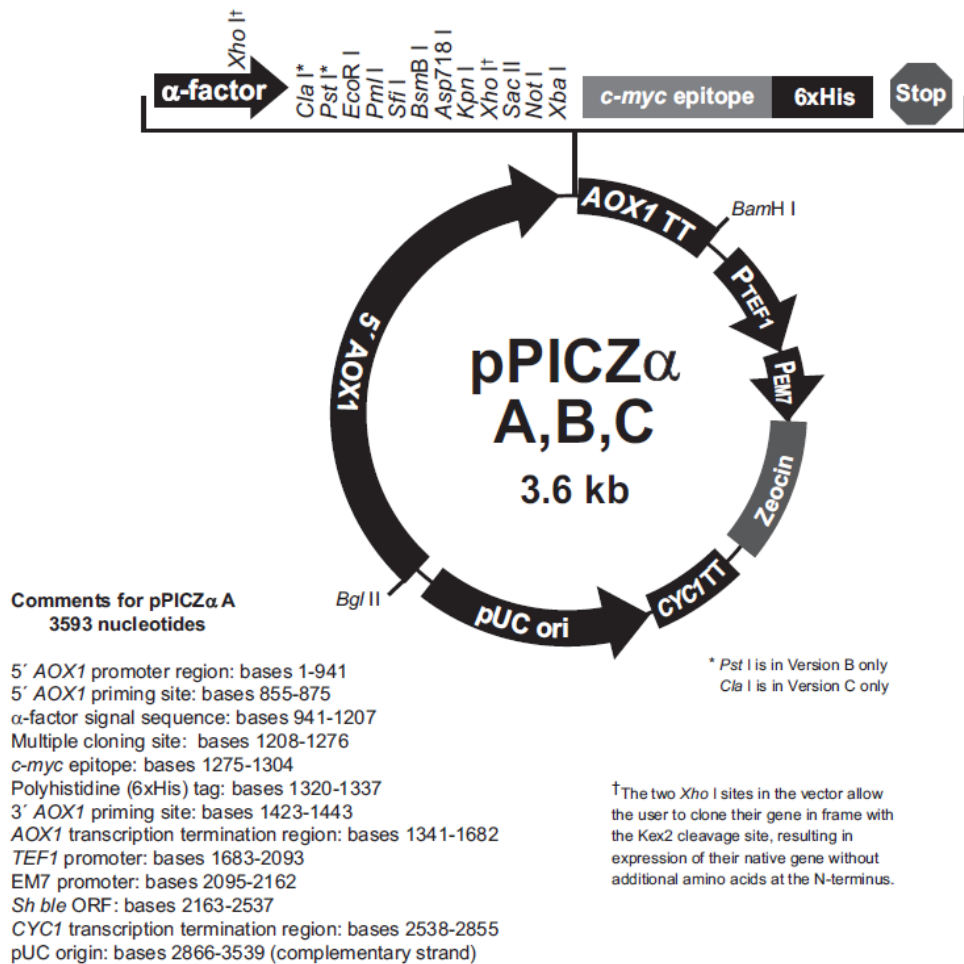 Xho I†
α-factor
Cla I*
Pst I*
EcoR I
Pml I
Sfi I
BsmB I
Asp718 I
Kpn I
Xho I†
Sac II
Not I
Xba I
c-myc epitope
6xHis
Stop
AOX1 TT
BamH I
PTEF1
PEM7
Zeocin
CYC1TT
pUC ori
Bgl II
5´ AOX1
pPICZα
A,B,C
3.6 kb
Comments for pPICZα A
3593 nucleotides
5´ AOX1 promoter region: bases 1-941
5´ AOX1 priming site: bases 855-875
α-factor signal sequence: bases 941-1207
Multiple cloning site: bases 1208-1276
c-myc epitope: bases 1275-1304
Polyhistidine (6xHis) tag: bases 1320-1337
3´ AOX1 priming site: bases 1423-1443
AOX1 transcription termination region: bases 1341-1682
TEF1 promoter: bases 1683-2093
EM7 promoter: bases 2095-2162
Sh ble ORF: bases 2163-2537
CYC1 transcription termination region: bases 2538-2855
pUC origin: bases 2866-3539 (complementary strand)
* Pst I is in Version B only
Cla I is in Version C only
†The two Xho I sites in the vector allow
the user to clone their gene in frame with
the Kex2 cleavage site, resulting in
expression of their native gene without
additional amino acids at the N-terminus.